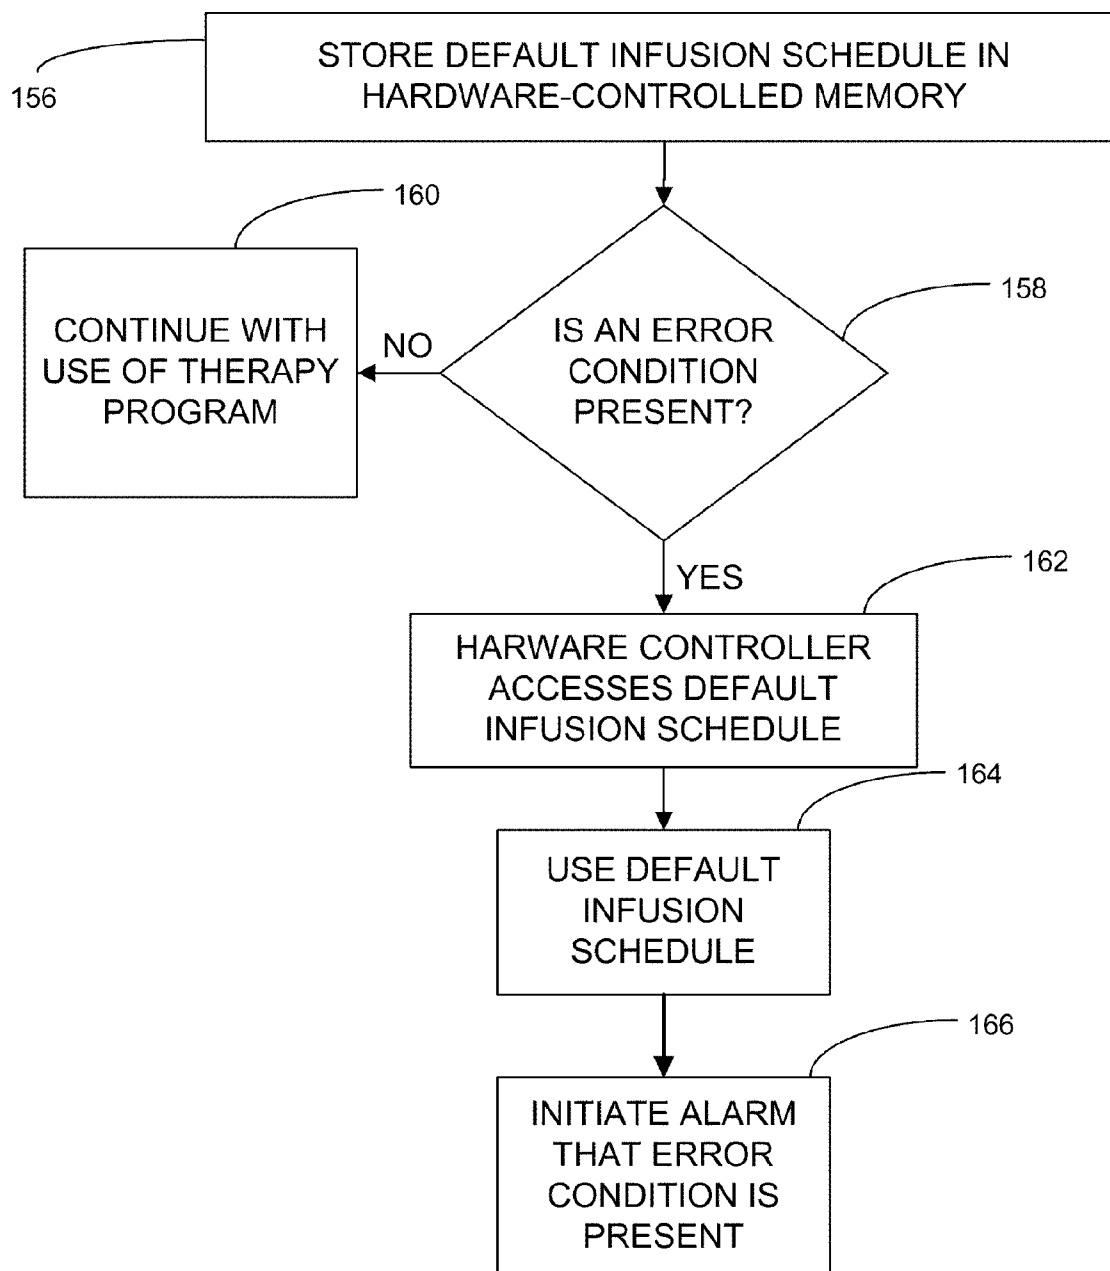 STORE DEFAULT INFUSION SCHEDULE IN
HARDWARE-CONTROLLED MEMORY
156
160
158
CONTINUE WITH
USE OF THERAPY
PROGRAM
NO
IS AN ERROR
CONDITION
PRESENT?
YES
162
HARWARE CONTROLLER
ACCESSES DEFAULT
INFUSION SCHEDULE
164
USE DEFAULT
INFUSION
SCHEDULE
166
INITIATE ALARM
THAT ERROR
CONDITION IS
PRESENT